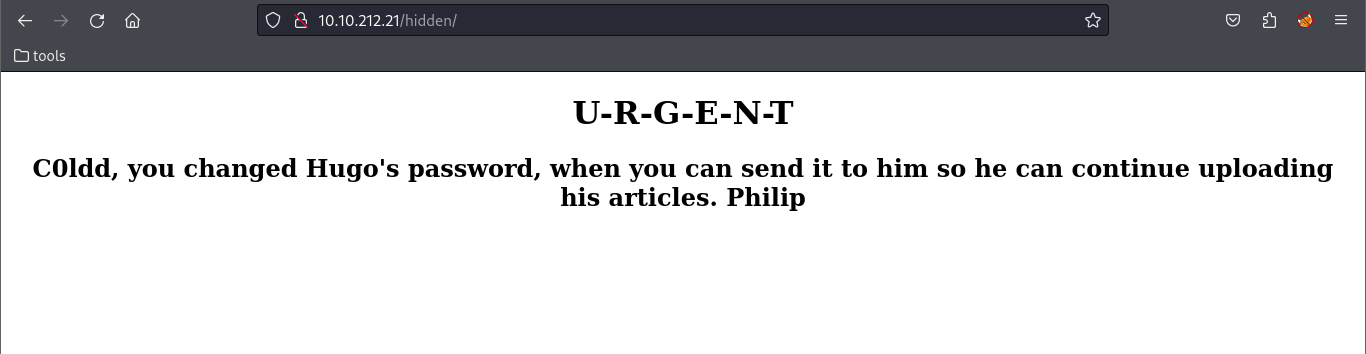 10.10.212.21/hidden/
tools
U-R-G-E-N-T
C0ldd, you changed Hugo's password, when you can send it to him so he can continue uploading
his articles. Philip